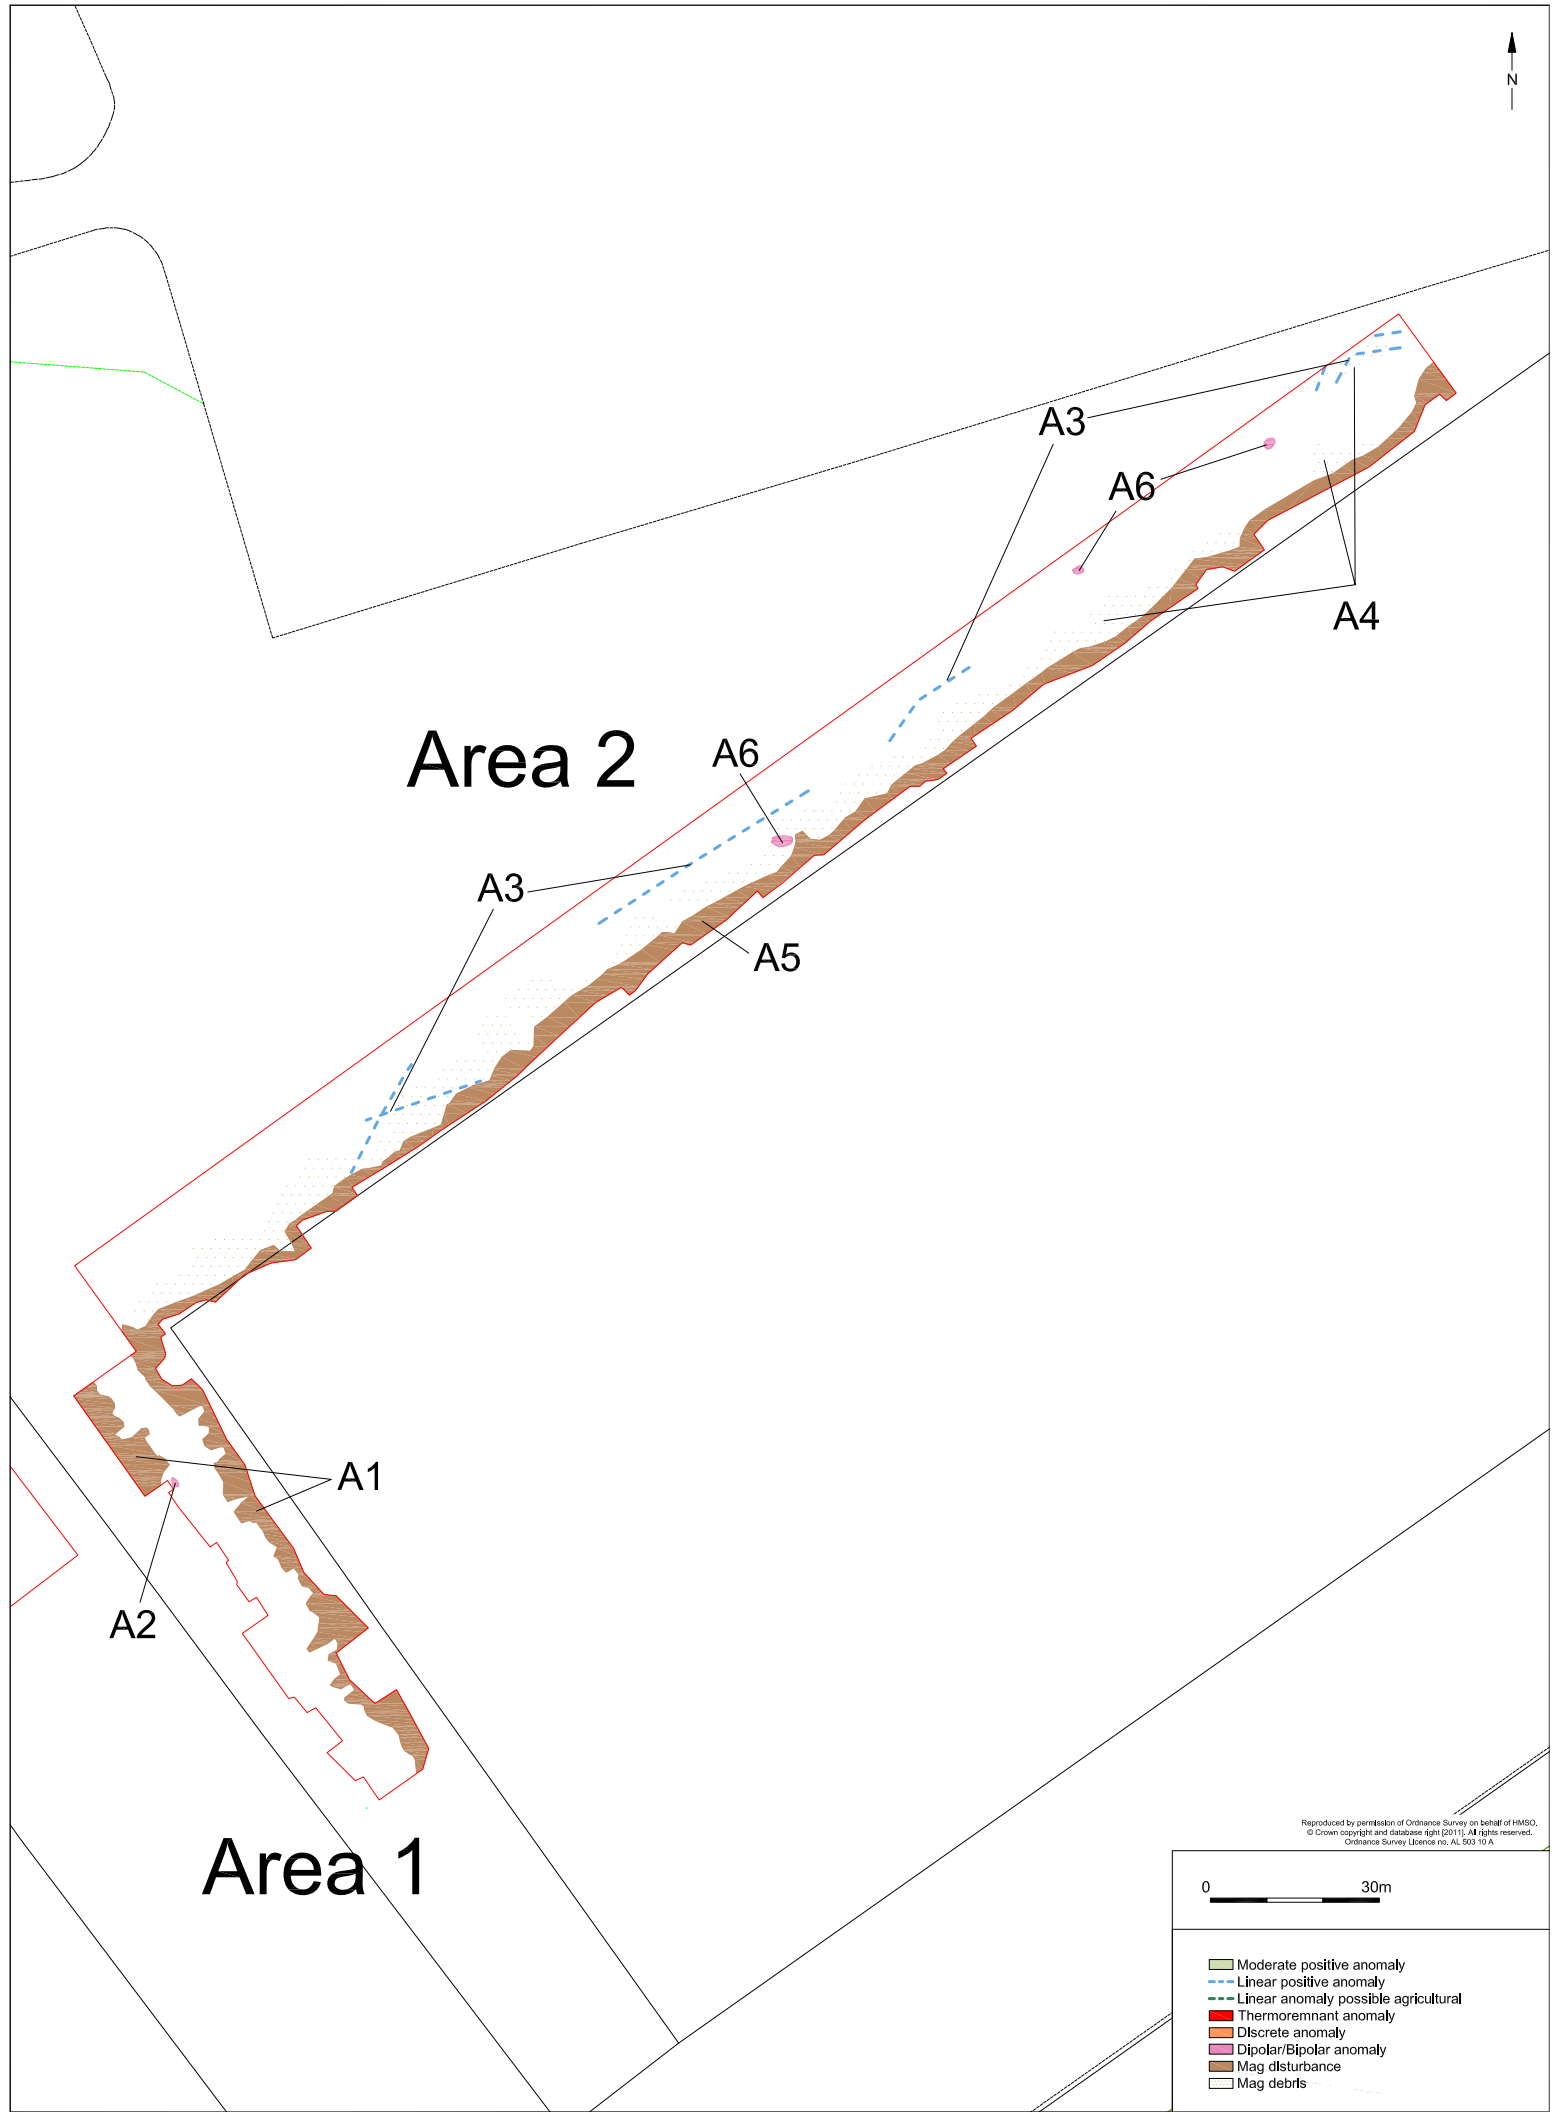 N
A3
A6
A4
Area 2
A6
A3
A5
A1
A2
Area 1
Reproduced by permission of Ordnance Survey on behalf of HMSO.
© Crown copyright and database right [2011]. All rights reserved.
Ordnance Survey Licence no. AL 503 10 A
0 30m
Moderate positive anomaly
Linear positive anomaly
Linear anomaly possible agricultural
Thermoremnant anomaly
Discrete anomaly
Dipolar/Bipolar anomaly
Mag disturbance
Mag debris